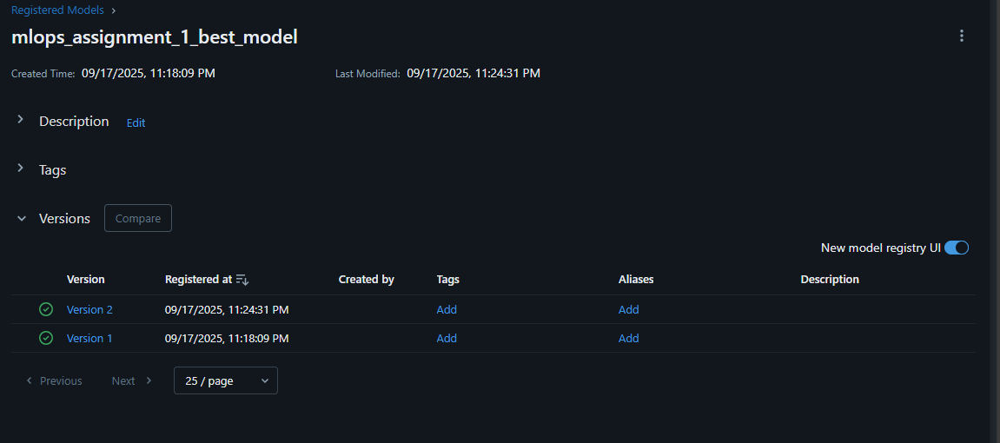 Registered Models
mlops_assignment_1_best_model
Created Time: 09/17/2025, 11:18:09 PM Last Modified: 09/17/2025, 11:24:31 PM
Description Edit
Tags
Versions Compare
New model registry UI
Version Registered at Created by Tags Aliases Description
Version 2 09/17/2025, 11:24:31 PM Add Add
Version 1 09/17/2025, 11:18:09 PM Add Add
Previous Next 25 / page